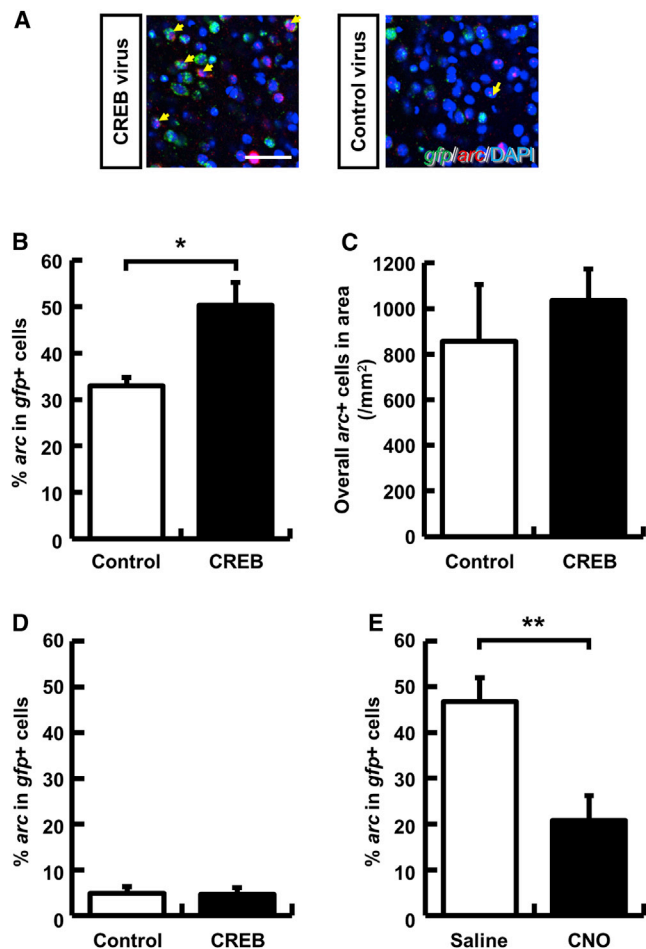 A
CREB virus
Control virus
gfp/arc/DAPI
B
% arc in gfp+ cells
60
50
40
30
20
10
0
*
Control
CREB
C
Overall arc+ cells in area
(/mm²)
1200
1000
800
600
400
200
0
Control
CREB
D
% arc in gfp+ cells
60
50
40
30
20
10
0
Control
CREB
E
% arc in gfp+ cells
60
50
40
30
20
10
0
**
Saline
CNO